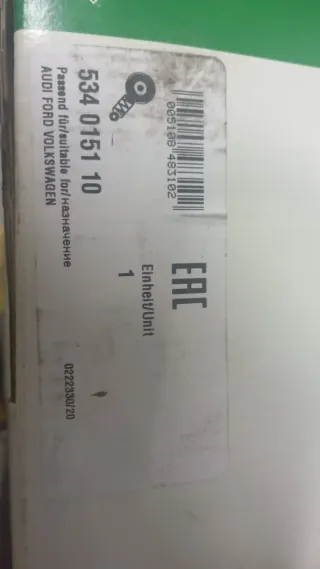 534 0151 10
Passend für/suitable for/назначение
AUDI FORD VOLKSWAGEN
4 005108 483102
EAC
Einheit/Unit
1
0222330/20